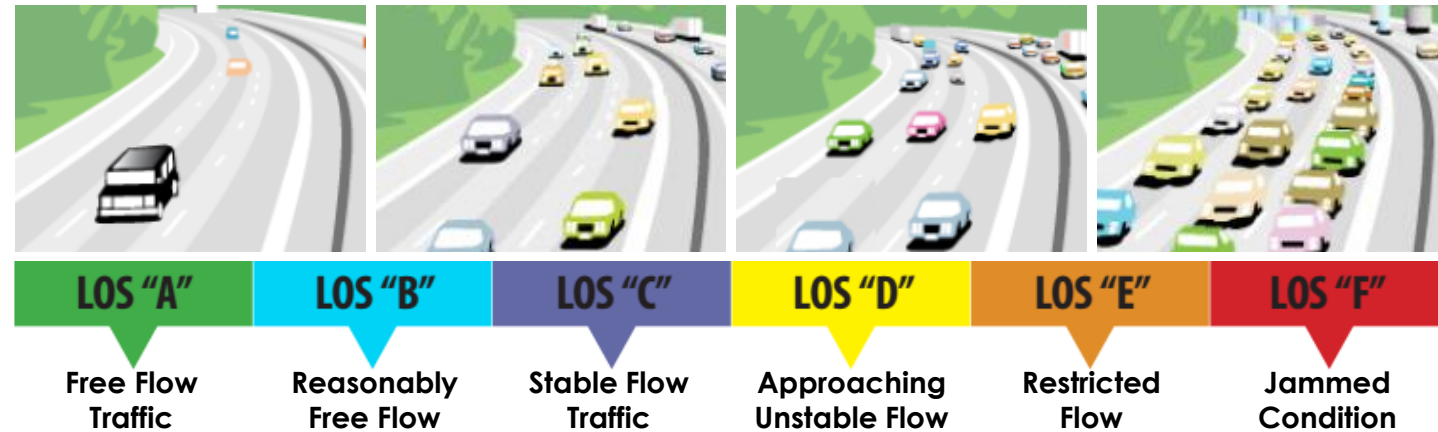 LOS “A”
LOS “B”
LOS “C”
LOS “D”
LOS “E”
LOS “F”
Free Flow
Traffic
Reasonably
Free Flow
Stable Flow
Traffic
Approaching
Unstable Flow
Restricted
Flow
Jammed
Condition